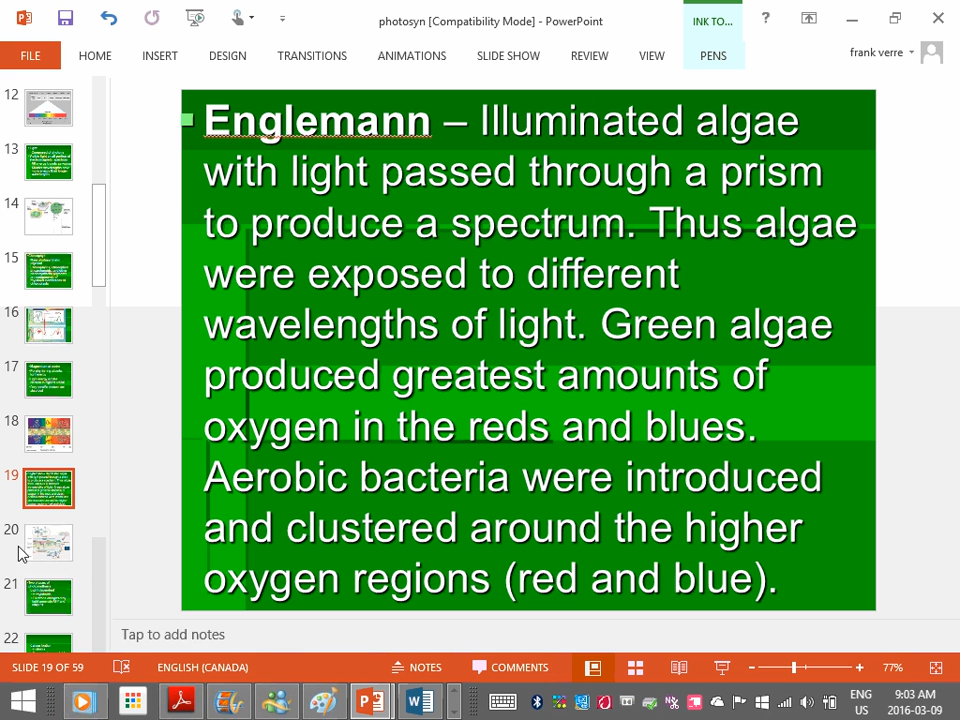 photosyn [Compatibility Mode] - PowerPoint
INK TO...
?
FILE
HOME
INSERT
DESIGN
TRANSITIONS
ANIMATIONS
SLIDE SHOW
REVIEW
VIEW
PENS
frank verre
12
13
14
15
16
17
18
19
20
21
22
Englemann – Illuminated algae
with light passed through a prism
to produce a spectrum. Thus algae
were exposed to different
wavelengths of light. Green algae
produced greatest amounts of
oxygen in the reds and blues.
Aerobic bacteria were introduced
and clustered around the higher
oxygen regions (red and blue).
Tap to add notes
SLIDE 19 OF 59
ENGLISH (CANADA)
NOTES
COMMENTS
77%
ENG
US
9:03 AM
2016-03-09